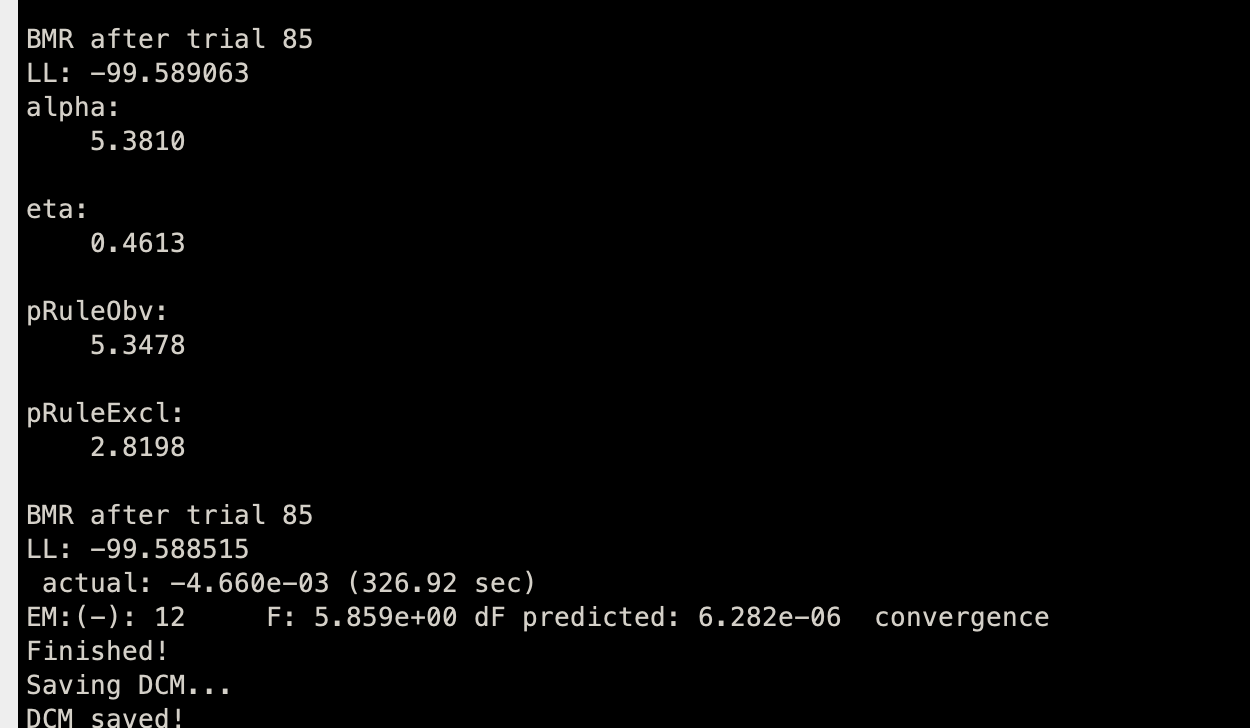 BMR after trial 85
LL: -99.589063
alpha:
    5.3810
eta:
    0.4613
pRuleObv:
    5.3478
pRuleExcl:
    2.8198
BMR after trial 85
LL: -99.588515
 actual: -4.660e-03 (326.92 sec)
EM:(-): 12     F: 5.859e+00 dF predicted: 6.282e-06  convergence
Finished!
Saving DCM...
DCM saved!